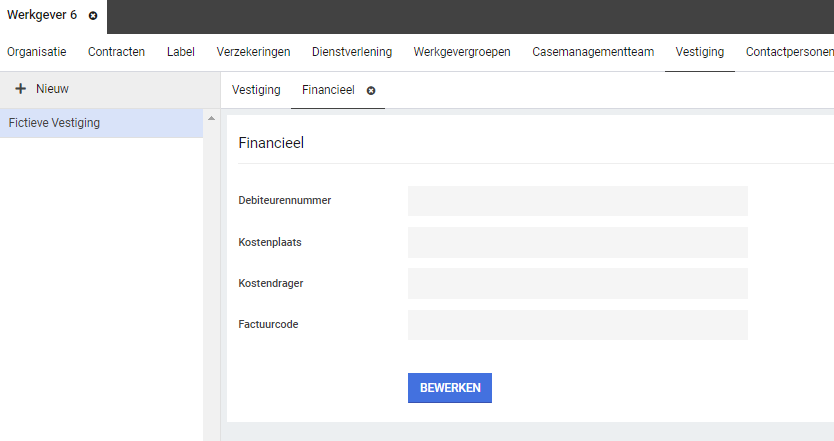 Werkgever 6
Organisatie Contracten Label Verzekeringen Dienstverlening Werkgevergroepen Casemanagementteam Vestiging Contactpersonen
Nieuw
Vestiging Financieel
Fictieve Vestiging
Financieel
Debiteurennummer
Kostenplaats
Kostendrager
Factuurcode
BEWERKEN